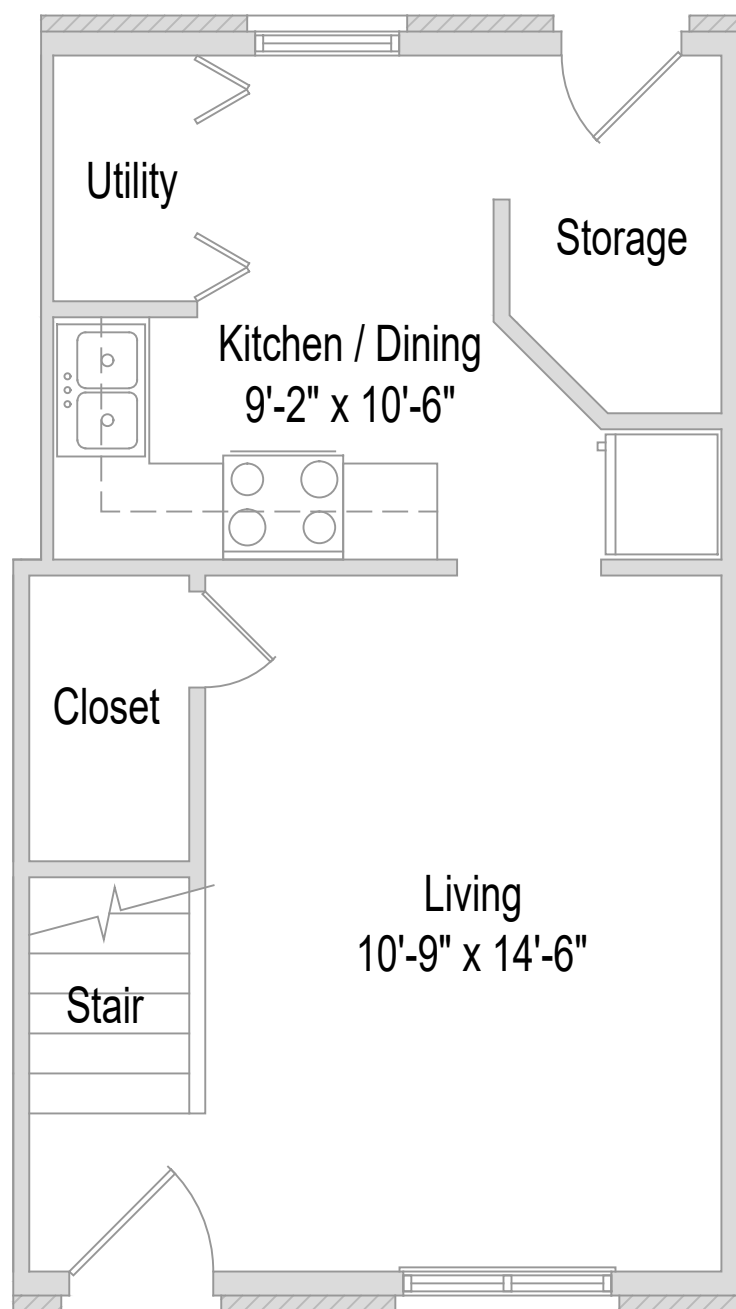 Utility
Storage
Kitchen / Dining
9'-2" x 10'-6"
Closet
Living
10'-9" x 14'-6"
Stair